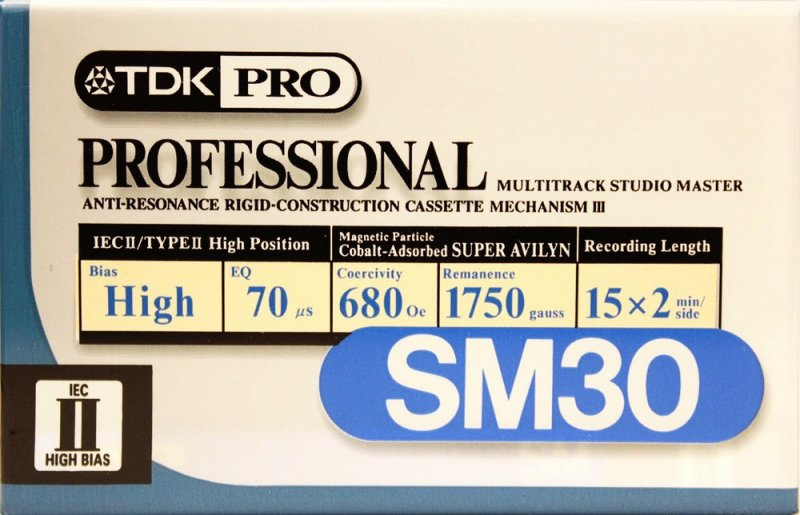 TDK PRO
PROFESSIONAL MULTITRACK STUDIO MASTER
ANTI-RESONANCE RIGID-CONSTRUCTION CASSETTE MECHANISM III
IECII/TYPEII High Position
Magnetic Particle
Cobalt-Adsorbed SUPER AVILYN
Recording Length
Bias
High
EQ
70 μs
Coercivity
680 Oe
Remanence
1750 gauss
15×2 min/side
SM30
IEC
II
HIGH BIAS